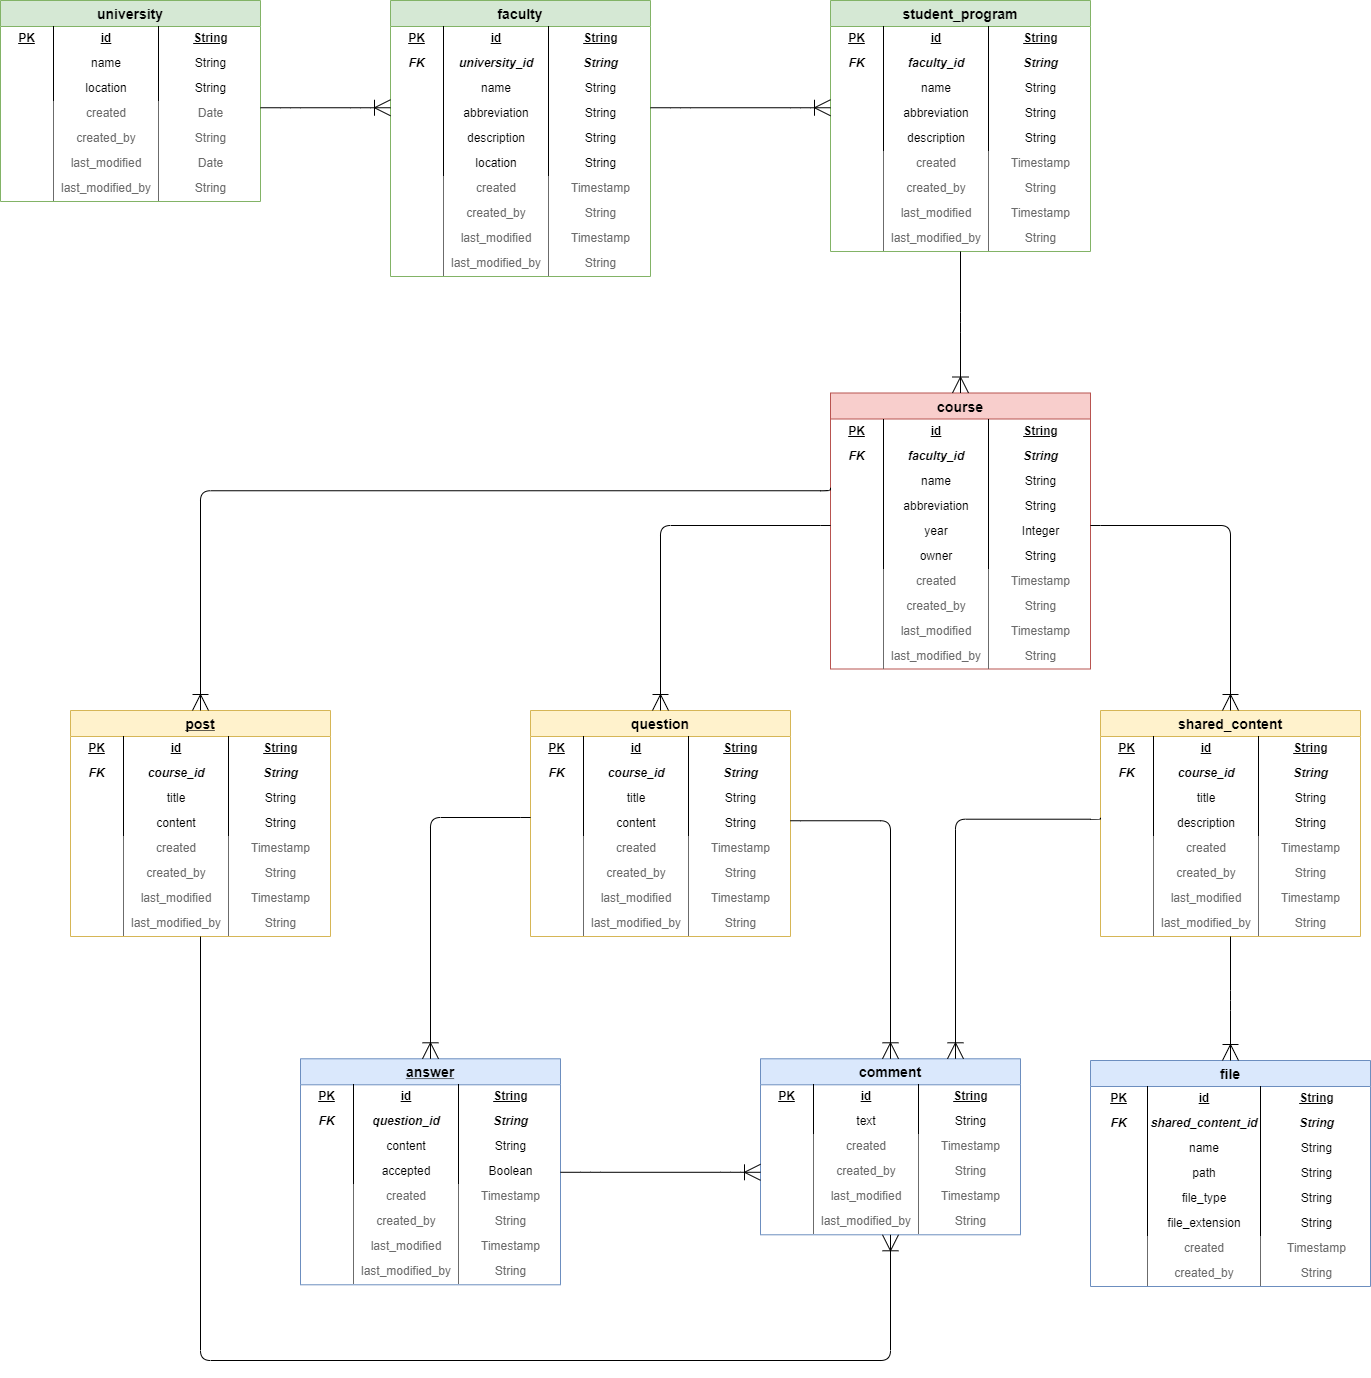 university
PK id String
name String
location String
created Date
created_by String
last_modified Date
last_modified_by String
faculty
PK id String
FK university_id String
name String
abbreviation String
description String
location String
created Timestamp
created_by String
last_modified Timestamp
last_modified_by String
student_program
PK id String
FK faculty_id String
name String
abbreviation String
description String
created Timestamp
created_by String
last_modified Timestamp
last_modified_by String
course
PK id String
FK faculty_id String
name String
abbreviation String
year Integer
owner String
created Timestamp
created_by String
last_modified Timestamp
last_modified_by String
post
PK id String
FK course_id String
title String
content String
created Timestamp
created_by String
last_modified Timestamp
last_modified_by String
question
PK id String
FK course_id String
title String
content String
created Timestamp
created_by String
last_modified Timestamp
last_modified_by String
shared_content
PK id String
FK course_id String
title String
description String
created Timestamp
created_by String
last_modified Timestamp
last_modified_by String
answer
PK id String
FK question_id String
content String
accepted Boolean
created Timestamp
created_by String
last_modified Timestamp
last_modified_by String
comment
PK id String
text String
created Timestamp
created_by String
last_modified Timestamp
last_modified_by String
file
PK id String
FK shared_content_id String
name String
path String
file_type String
file_extension String
created Timestamp
created_by String